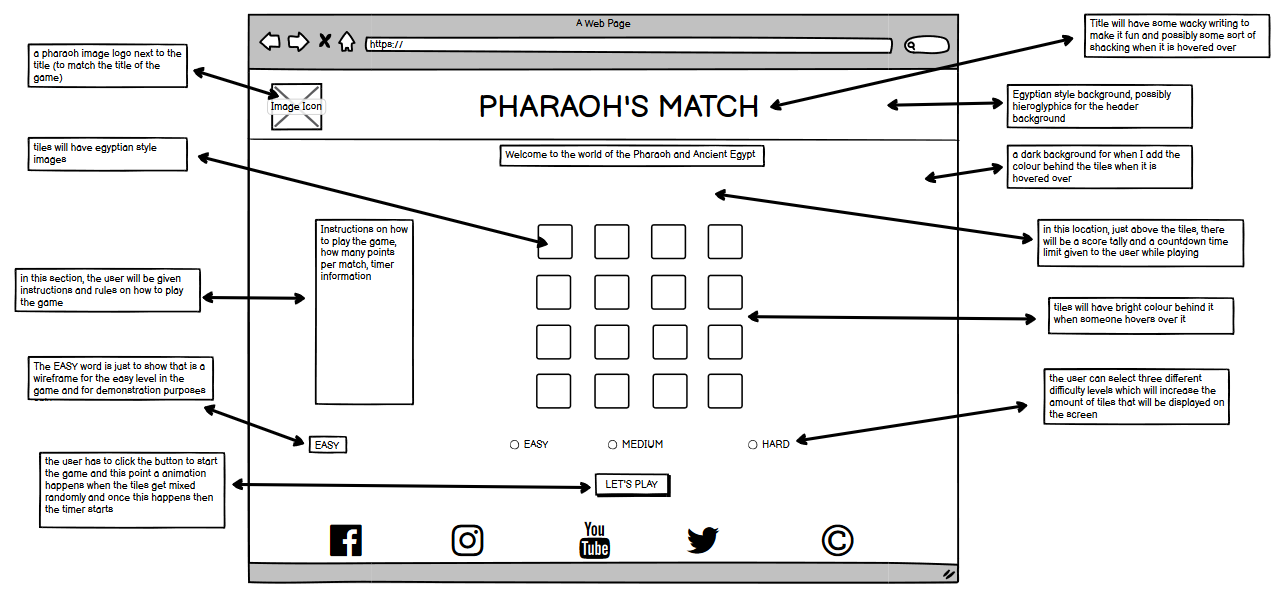 A Web Page
https://
a pharaoh image logo next to the
title (to match the title of the
game)
Title will have some wacky writing to
make it fun and possibly some sort of
shacking when it is hovered over
Image Icon
PHARAOH'S MATCH
Egyptian style background, possibly
hieroglyphics for the header
background
tiles will have egyptian style
images
Welcome to the world of the Pharaoh and Ancient Egypt
a dark background for when I add the
colour behind the tiles when it is
hovered over
Instructions on how
to play the game,
how many points
per match, timer
information
in this location, just above the tiles, there
will be a score tally and a countdown time
limit given to the user while playing
in this section, the user will be given
instructions and rules on how to play
the game
tiles will have bright colour behind it
when someone hovers over it
The EASY word is just to show that is a
wireframe for the easy level in the
game and for demonstration purposes
the user can select three different
difficulty levels which will increase the
amount of tiles that will be displayed on
the screen
EASY
EASY
MEDIUM
HARD
the user has to click the button to start
the game and this point a animation
happens when the tiles get mixed
randomly and once this happens then
the timer starts
LET'S PLAY
You
Tube